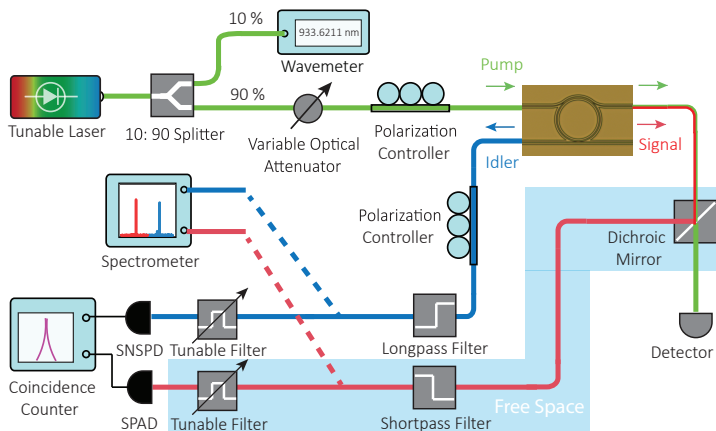 10 %
933.6211 nm
Wavemeter
Tunable Laser
10: 90 Splitter
90 %
Variable Optical
Attenuator
Polarization
Controller
Pump
Idler
Signal
Polarization
Controller
Dichroic
Mirror
Spectrometer
Detector
SNSPD
Tunable Filter
Longpass Filter
Coincidence
Counter
SPAD
Tunable Filter
Shortpass Filter
Free Space